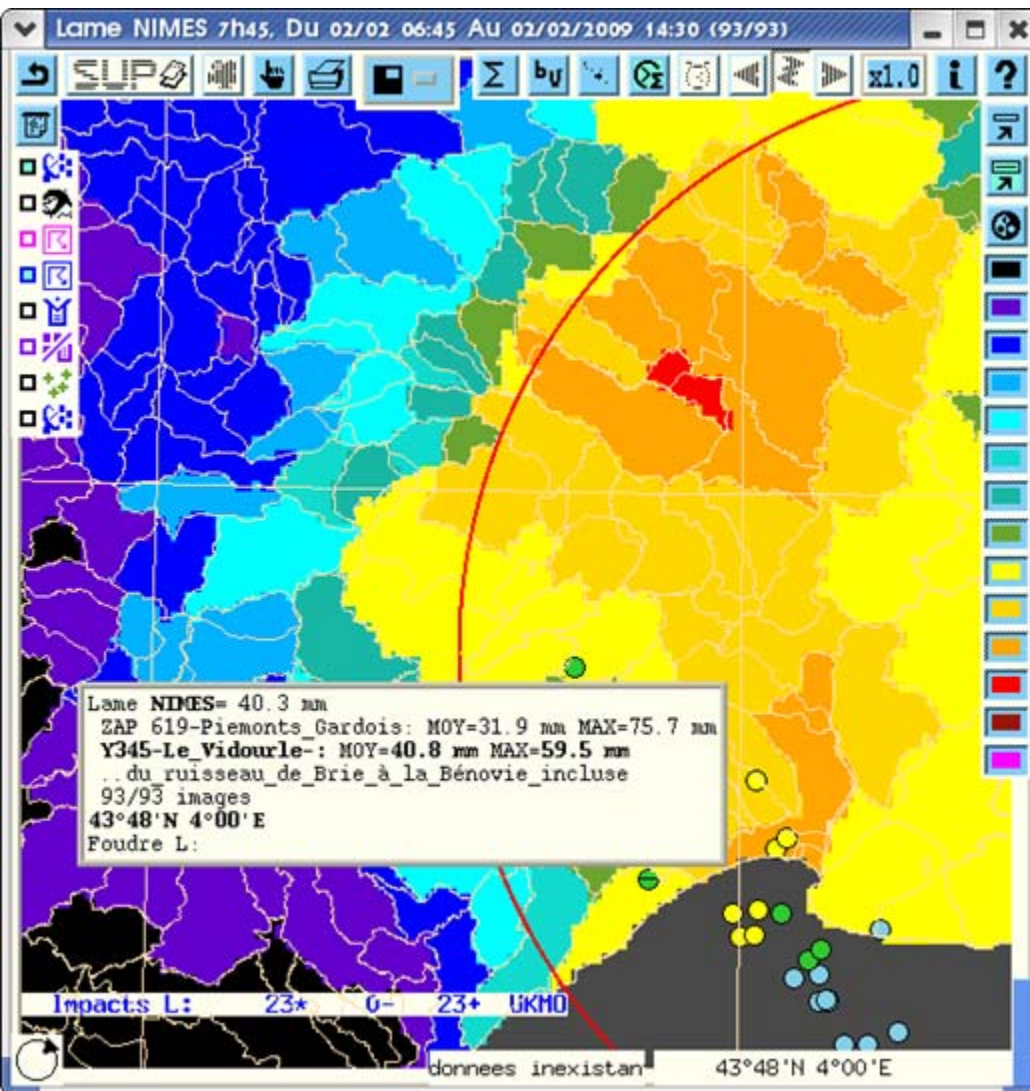 Lame NIMES 7h45, Du 02/02 06:45 Au 02/02/2009 14:30 (93/93)
SUP Σ bU Σ x1.0 i ?
Lame NIMES= 40.3 mm
ZAP 619-Piemonts_Gardois: MOY=31.9 mm MAX=75.7 mm
Y345-Le_Vidourle-: MOY=40.8 mm MAX=59.5 mm
..du_ruisseau_de_Brie_à_la_Bénovie_incluse
93/93 images
43°48'N 4°00'E
Foudre L:
Impacts L: 23* 0- 23+ UKMO
donnees inexistan 43°48'N 4°00'E